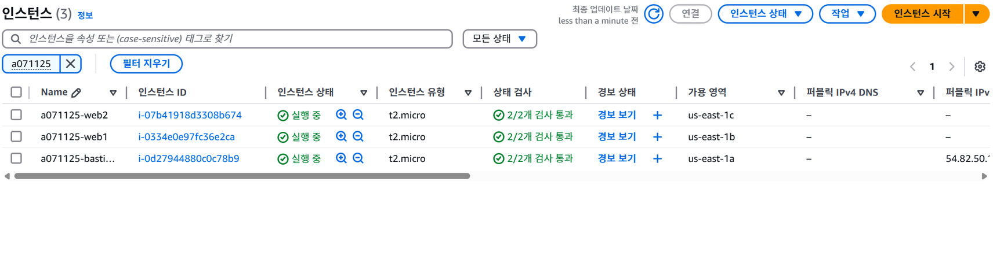 인스턴스 (3) 정보
최종 업데이트 날짜
less than a minute 전
연결
인스턴스 상태
작업
인스턴스 시작
인스턴스을 속성 또는 (case-sensitive) 태그로 찾기
모든 상태
a071125
필터 지우기
1
Name 인스턴스 ID 인스턴스 상태 인스턴스 유형 상태 검사 경보 상태 가용 영역 퍼블릭 IPv4 DNS 퍼블릭 IPv
a071125-web2 i-07b41918d3308b674 실행 중 t2.micro 2/2개 검사 통과 경보 보기 + us-east-1c – –
a071125-web1 i-0334e0e97fc36e2ca 실행 중 t2.micro 2/2개 검사 통과 경보 보기 + us-east-1b – –
a071125-basti... i-0d27944880c0c78b9 실행 중 t2.micro 2/2개 검사 통과 경보 보기 + us-east-1a – 54.82.50.